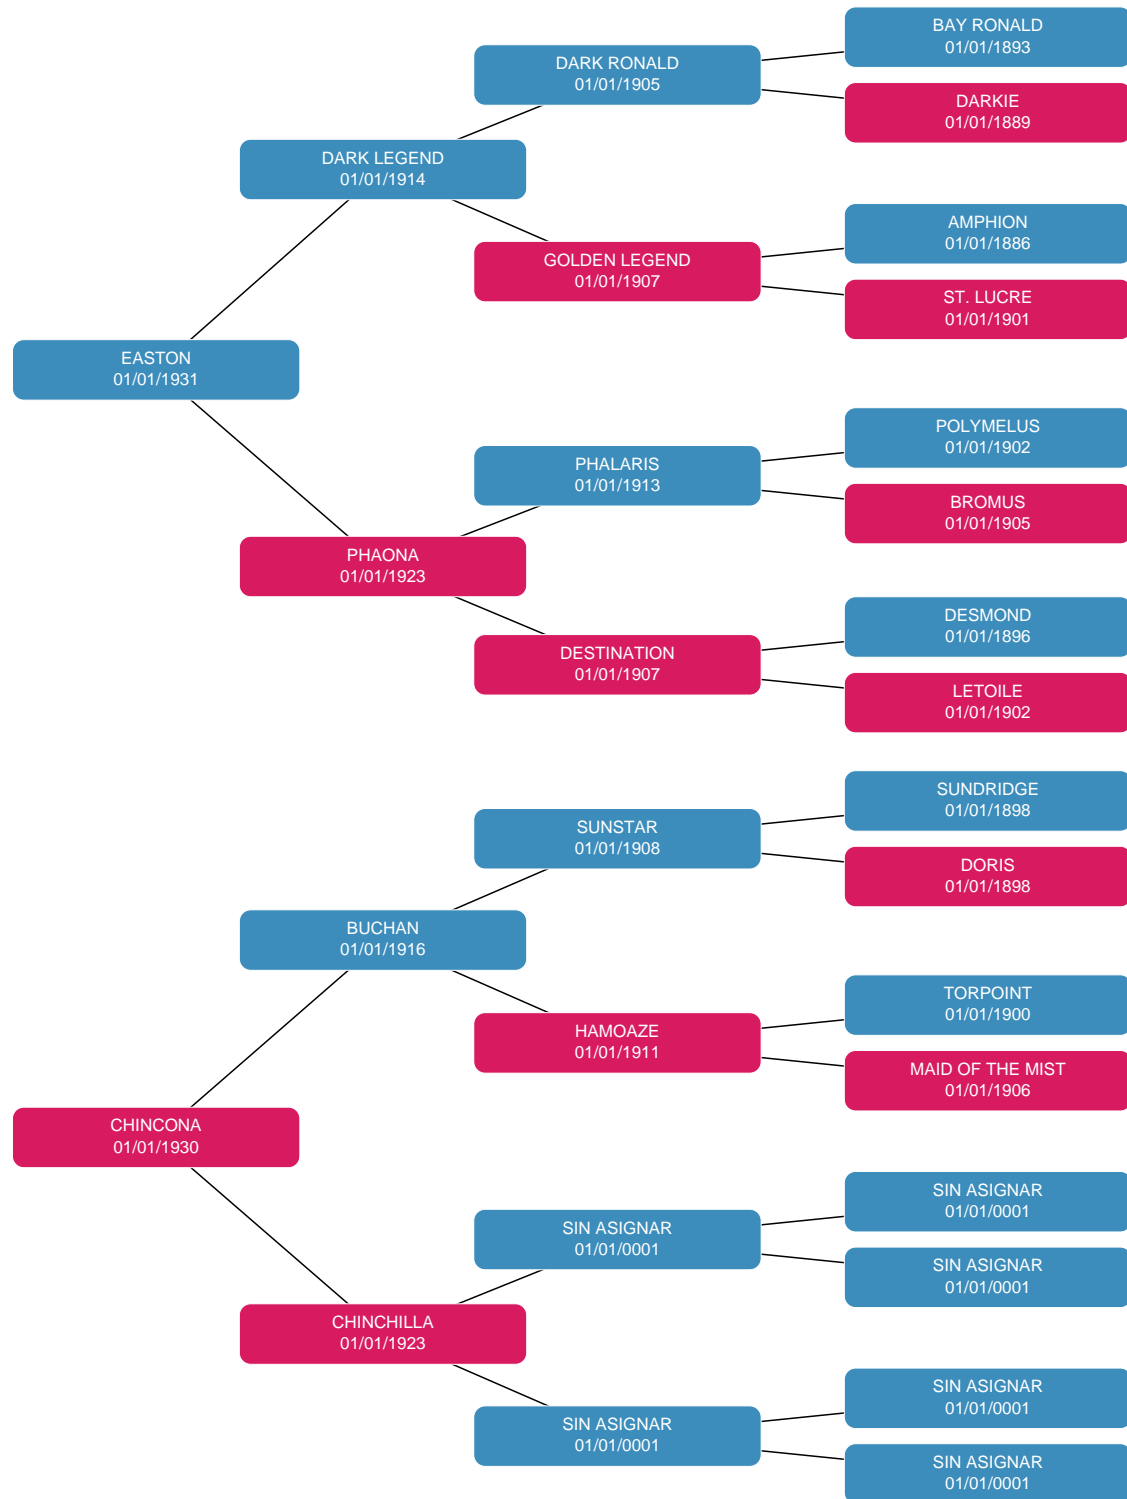 BAY RONALD
01/01/1893
DARK RONALD
01/01/1905
DARKIE
01/01/1889
DARK LEGEND
01/01/1914
AMPHION
01/01/1886
GOLDEN LEGEND
01/01/1907
ST. LUCRE
01/01/1901
EASTON
01/01/1931
POLYMELUS
01/01/1902
PHALARIS
01/01/1913
BROMUS
01/01/1905
PHAONA
01/01/1923
DESMOND
01/01/1896
DESTINATION
01/01/1907
LETOILE
01/01/1902
SUNDRIDGE
01/01/1898
SUNSTAR
01/01/1908
DORIS
01/01/1898
BUCHAN
01/01/1916
TORPOINT
01/01/1900
HAMOAZE
01/01/1911
MAID OF THE MIST
01/01/1906
CHINCONA
01/01/1930
SIN ASIGNAR
01/01/0001
SIN ASIGNAR
01/01/0001
SIN ASIGNAR
01/01/0001
CHINCHILLA
01/01/1923
SIN ASIGNAR
01/01/0001
SIN ASIGNAR
01/01/0001
SIN ASIGNAR
01/01/0001